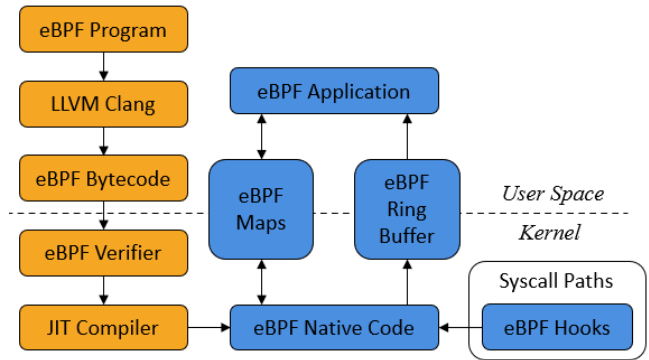 eBPF Program
LLVM Clang
eBPF Bytecode
eBPF Verifier
JIT Compiler
eBPF Application
eBPF
Maps
eBPF
Ring
Buffer
User Space
Kernel
eBPF Native Code
Syscall Paths
eBPF Hooks